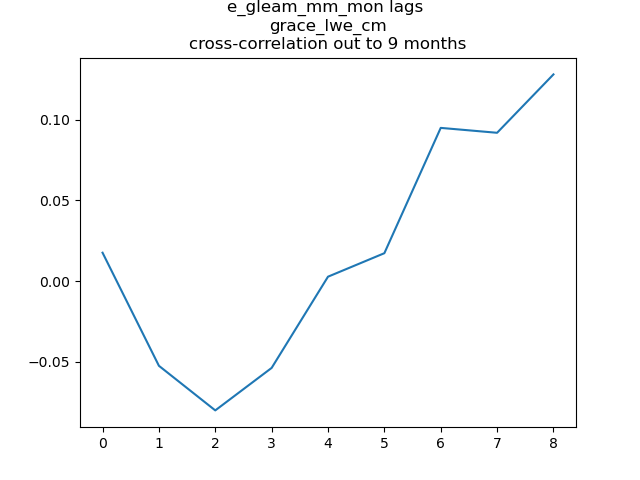 e_gleam_mm_mon lags
grace_lwe_cm
cross-correlation out to 9 months
0.10
0.05
0.00
−0.05
0 1 2 3 4 5 6 7 8